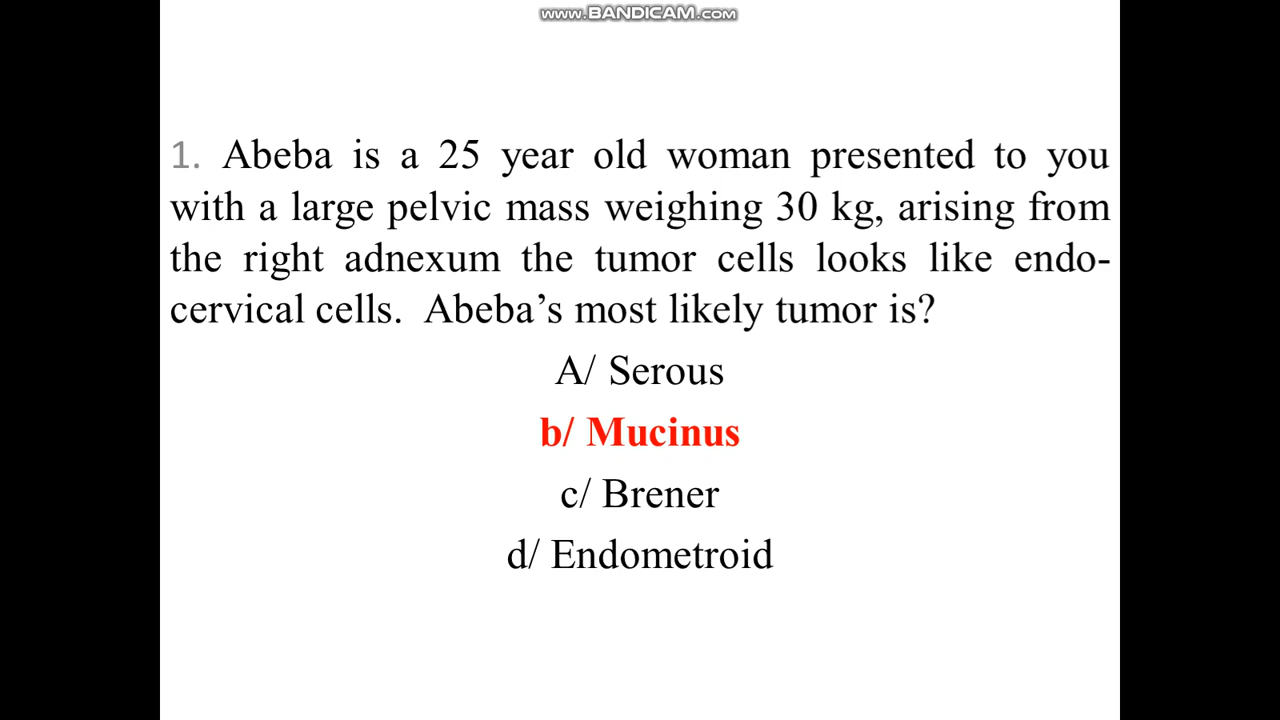 www.BANDICAM.com
1. Abeba is a 25 year old woman presented to you
with a large pelvic mass weighing 30 kg, arising from
the right adnexum the tumor cells looks like endo-
cervical cells. Abeba’s most likely tumor is?
A/ Serous
b/ Mucinus
c/ Brener
d/ Endometroid